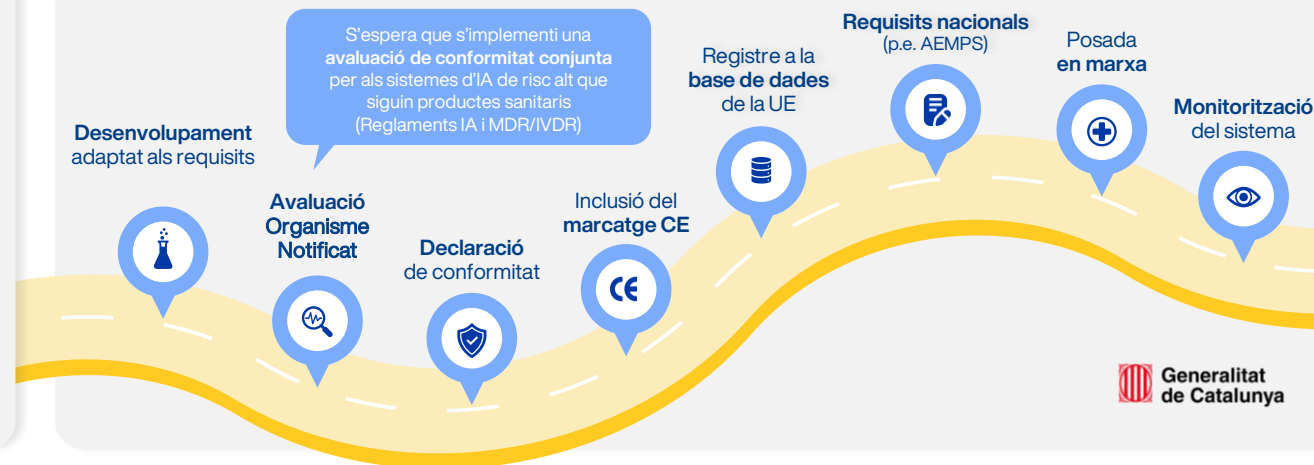 Desenvolupament
adaptat als requisits
S’espera que s’implementi una
avaluació de conformitat conjunta
per als sistemes d’IA de risc alt que
siguin productes sanitaris
(Reglaments IA i MDR/IVDR)
Avaluació
Organisme
Notificat
Declaració
de conformitat
Inclusió del
marcatge CE
CE
Registre a la
base de dades
de la UE
Requisits nacionals
(p.e. AEMPS)
Posada
en marxa
Monitorització
del sistema
Generalitat
de Catalunya